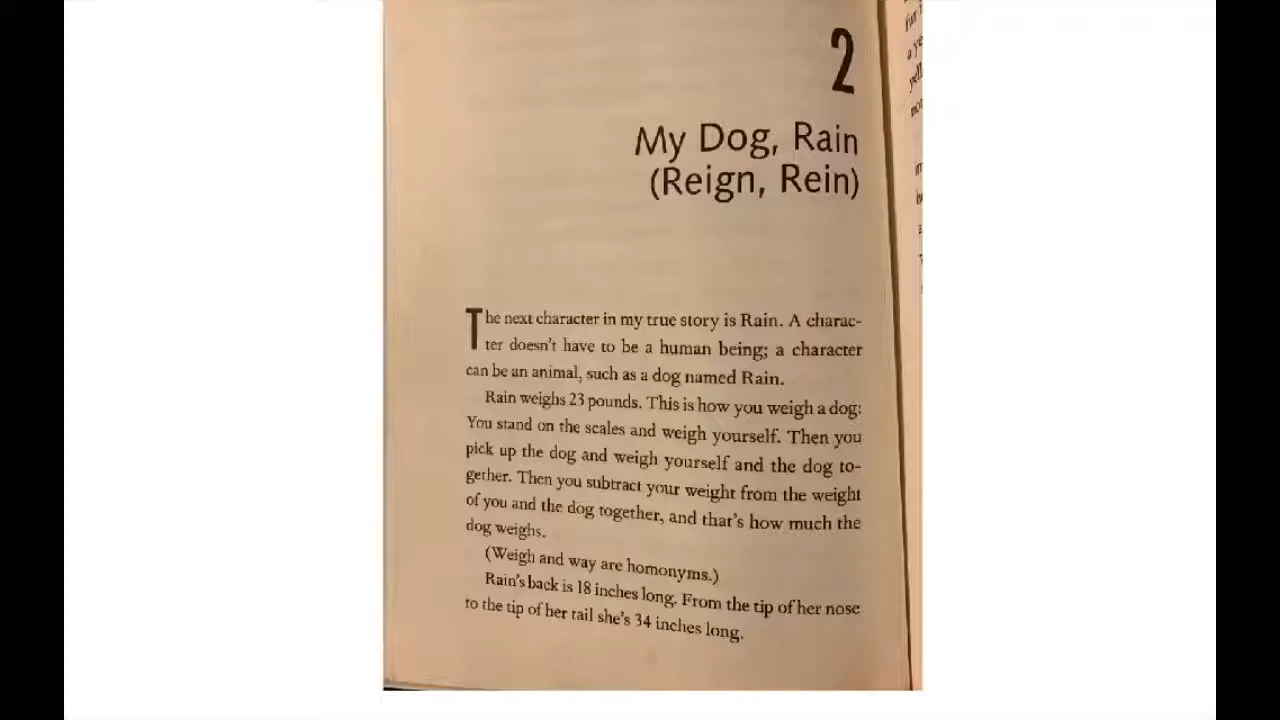 2
My Dog, Rain
(Reign, Rein)
The next character in my true story is Rain. A charac-
ter doesn't have to be a human being; a character
can be an animal, such as a dog named Rain.
Rain weighs 23 pounds. This is how you weigh a dog:
You stand on the scales and weigh yourself. Then you
pick up the dog and weigh yourself and the dog to-
gether. Then you subtract your weight from the weight
of you and the dog together, and that's how much the
dog weighs.
(Weigh and way are homonyms.)
Rain's back is 18 inches long. From the tip of her nose
to the tip of her tail she's 34 inches long.